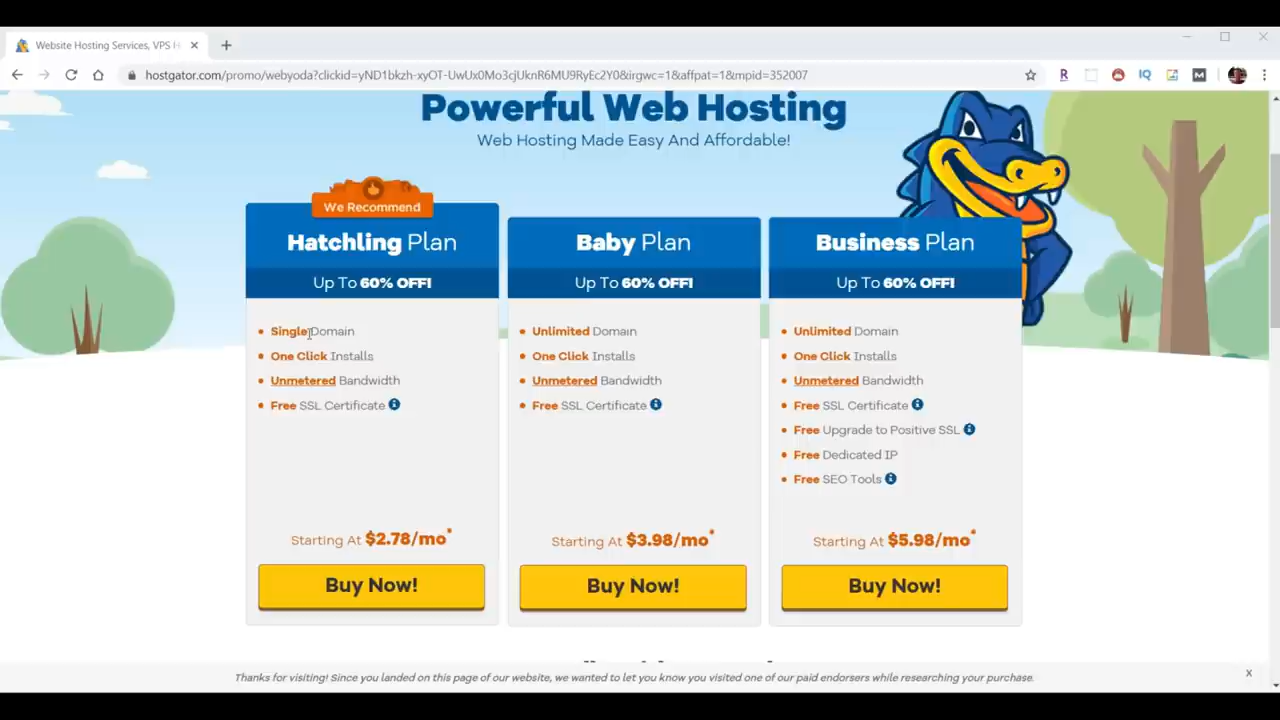 Website Hosting Services, VPS H
hostgator.com/promo/webyoda?clickid=yND1bkzh-xyOT-UwUx0Mo3cjUknR6MU9RyEc2Y0&irgwc=1&affpat=1&mpid=352007
Powerful Web Hosting
Web Hosting Made Easy And Affordable!
We Recommend
Hatchling Plan
Up To 60% OFF!
Single Domain
One Click Installs
Unmetered Bandwidth
Free SSL Certificate
Starting At $2.78/mo*
Buy Now!
Baby Plan
Up To 60% OFF!
Unlimited Domain
One Click Installs
Unmetered Bandwidth
Free SSL Certificate
Starting At $3.98/mo*
Buy Now!
Business Plan
Up To 60% OFF!
Unlimited Domain
One Click Installs
Unmetered Bandwidth
Free SSL Certificate
Free Upgrade to Positive SSL
Free Dedicated IP
Free SEO Tools
Starting At $5.98/mo*
Buy Now!
Thanks for visiting! Since you landed on this page of our website, we wanted to let you know you visited one of our paid endorsers while researching your purchase.
X